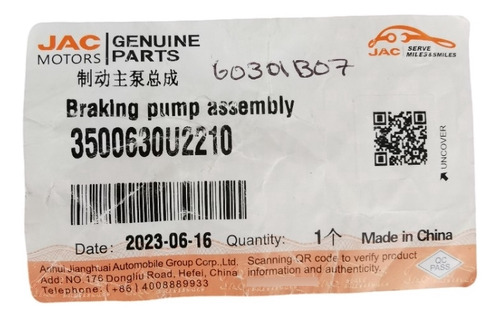 JAC MOTORS GENUINE PARTS
JAC SERVE MILES & SMILES
60301B07
制动主泵总成
Braking pump assembly
3500630U2210
UNCOVER
Date: 2023-06-16 Quantity: 1个 Made in China
Anhui Jianghuai Automobile Group Corp.,Ltd.
Add: NO.176 Dongliu Road, Hefei, China
Telephone: (+86) 4008889933
Scanning QR code to verify product
information and authenticity.
QC
PASS